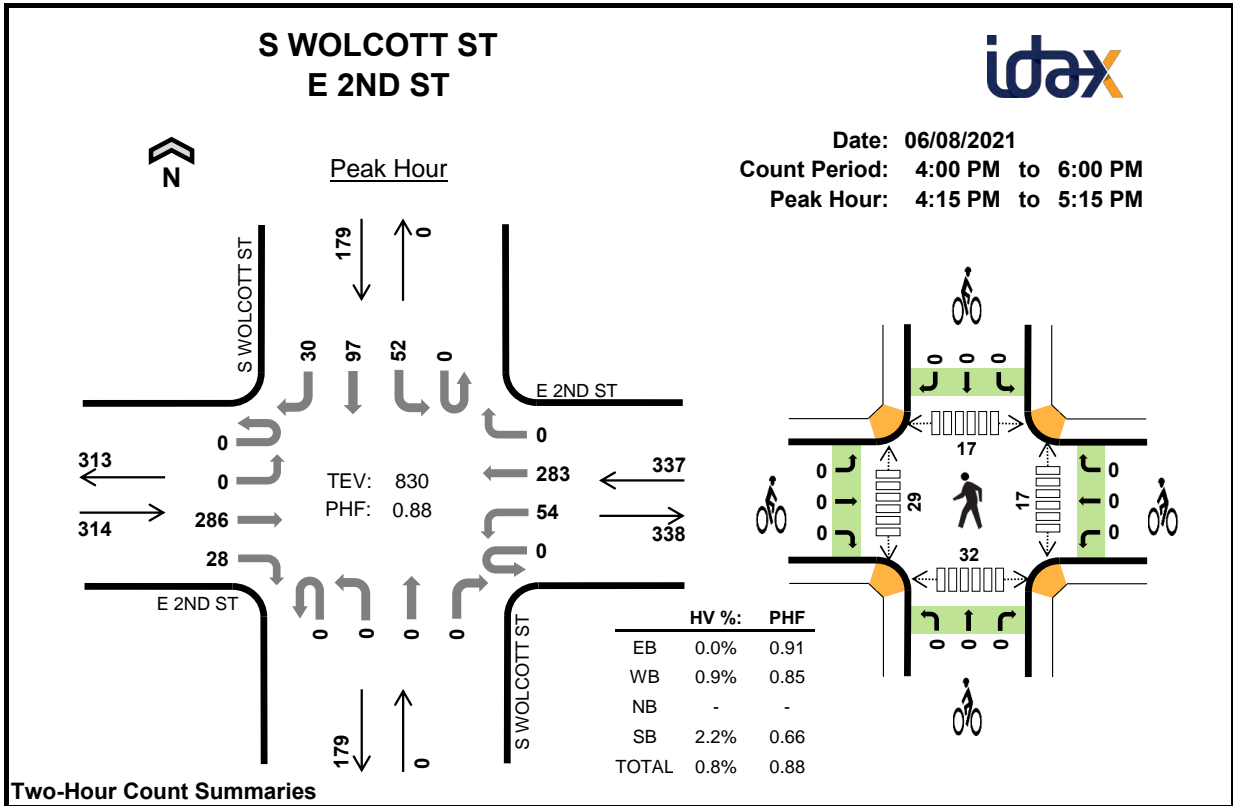 S WOLCOTT ST
E 2ND ST
idax
Date: 06/08/2021
Count Period: 4:00 PM to 6:00 PM
Peak Hour: 4:15 PM to 5:15 PM
N
Peak Hour
179
0
S WOLCOTT ST
30
97
52
0
E 2ND ST
0
0
286
28
313
314
TEV: 830
PHF: 0.88
0
283
54
0
337
338
E 2ND ST
0
0
0
0
S WOLCOTT ST
179
0
HV %: PHF
EB 0.0% 0.91
WB 0.9% 0.85
NB - -
SB 2.2% 0.66
TOTAL 0.8% 0.88
0 0 0
17
0
0
0
29
17
0
0
0
32
0 0 0
Two-Hour Count Summaries